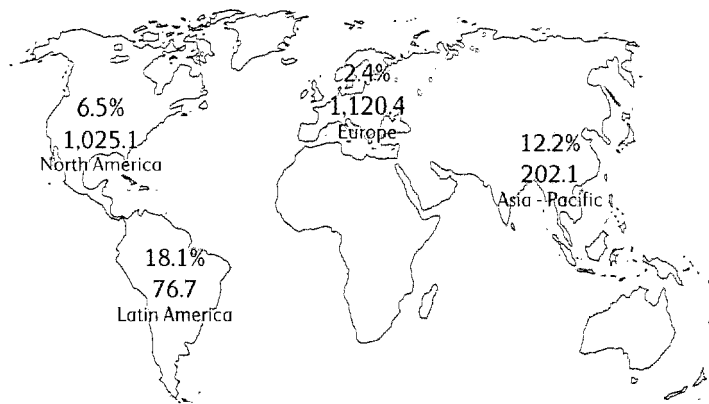 2.4%
1,120.4
Europe
6.5%
1,025.1
North America
12.2%
202.1
Asia - Pacific
18.1%
76.7
Latin America